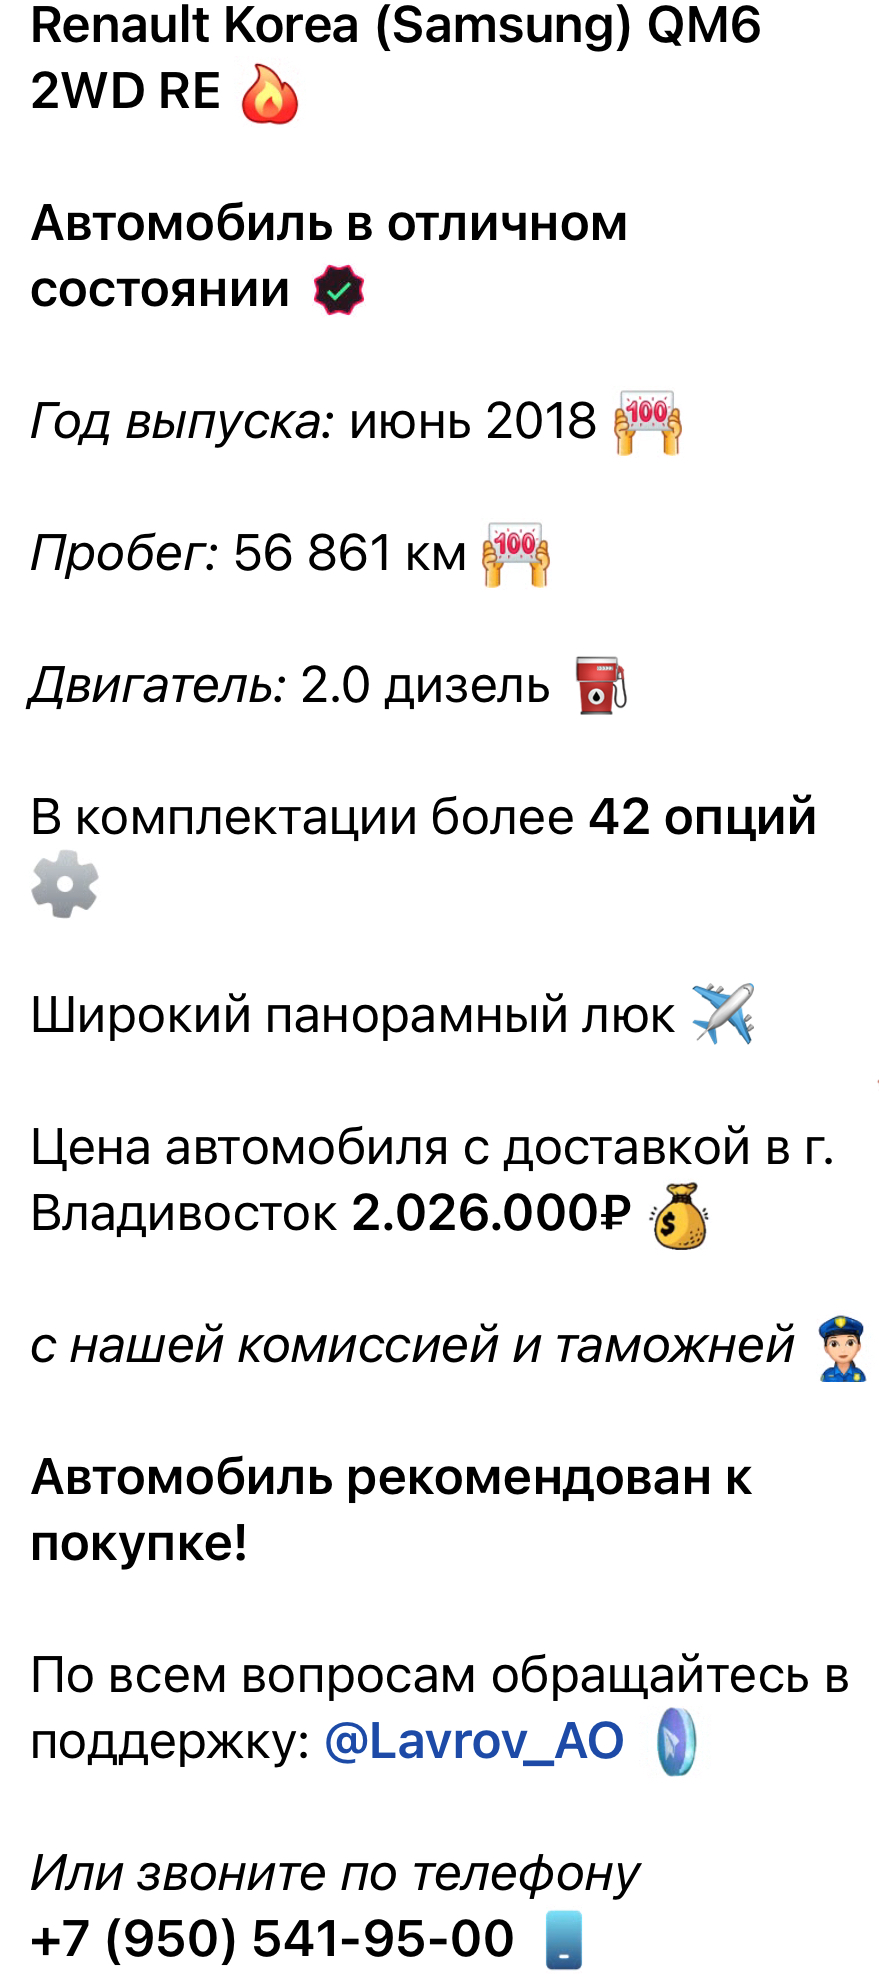 Renault Korea (Samsung) QM6
2WD RE 🔥
Автомобиль в отличном
состоянии
Год выпуска: июнь 2018
Пробег: 56 861 км
Двигатель: 2.0 дизель ⛽
В комплектации более 42 опций
⚙️
Широкий панорамный люк ✈️
Цена автомобиля с доставкой в г.
Владивосток 2.026.000₽ 💰
с нашей комиссией и таможней 👮
Автомобиль рекомендован к
покупке!
По всем вопросам обращайтесь в
поддержку: @Lavrov_AO
Или звоните по телефону
+7 (950) 541-95-00 📱